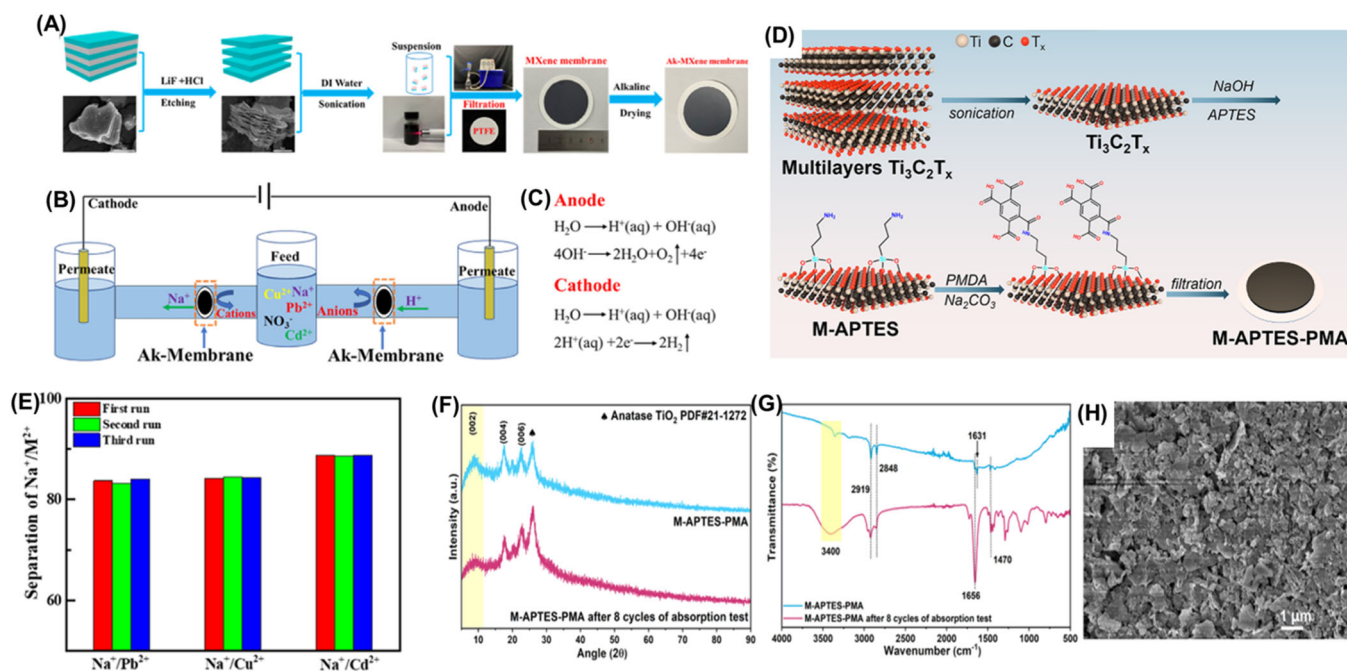 (A)
LiF +HCl
Etching
DI Water
Sonication
Suspension
Filtration
PTFE
MXene membrane
Alkaline
Drying
Ak-MXene membrane
(B)
Cathode
Anode
Permeate
Feed
Permeate
Cu²⁺ Na⁺
Pb²⁺
NO₃⁻
Cd²⁺
Na⁺
Cations
Anions
H⁺
Ak-Membrane
Ak-Membrane
(C)
Anode
H₂O → H⁺(aq) + OH⁻(aq)
4OH⁻ → 2H₂O+O₂↑+4e⁻
Cathode
H₂O → H⁺(aq) + OH⁻(aq)
2H⁺(aq) +2e⁻ → 2H₂↑
(D)
Ti C Tₓ
Multilayers Ti₃C₂Tₓ
sonication
Ti₃C₂Tₓ
NaOH
APTES
NH₂
NH₂
M-APTES
PMDA
Na₂CO₃
filtration
M-APTES-PMA
(E)
Separation of Na⁺/M²⁺
100
80
60
First run
Second run
Third run
Na⁺/Pb²⁺ Na⁺/Cu²⁺ Na⁺/Cd²⁺
(F)
Intensity (a.u.)
(002)
(004)
(006)
♠ Anatase TiO₂ PDF#21-1272
M-APTES-PMA
M-APTES-PMA after 8 cycles of absorption test
10 20 30 40 50 60 70 80 90
Angle (2θ)
(G)
Transmittance (%)
1631
2919
2848
3400
1656
1470
M-APTES-PMA
M-APTES-PMA after 8 cycles of absorption test
4000 3500 3000 2500 2000 1500 1000 500
Wavenumber (cm⁻¹)
(H)
1 μm